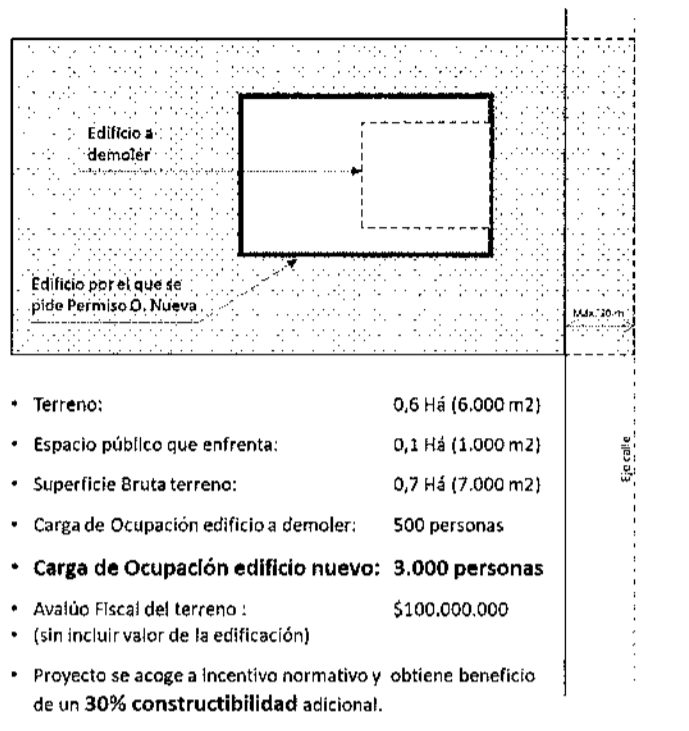 Edificio a
demoler
Edificio por el que se
pide Permiso O. Nueva
Máx. 30 m
• Terreno: 0,6 Há (6.000 m2)
• Espacio público que enfrenta: 0,1 Há (1.000 m2)
• Superficie Bruta terreno: 0,7 Há (7.000 m2)
Eje calle
• Carga de Ocupación edificio a demoler: 500 personas
• Carga de Ocupación edificio nuevo: 3.000 personas
• Avalúo Fiscal del terreno : $100.000.000
• (sin incluir valor de la edificación)
• Proyecto se acoge a incentivo normativo y obtiene beneficio
de un 30% constructibilidad adicional.